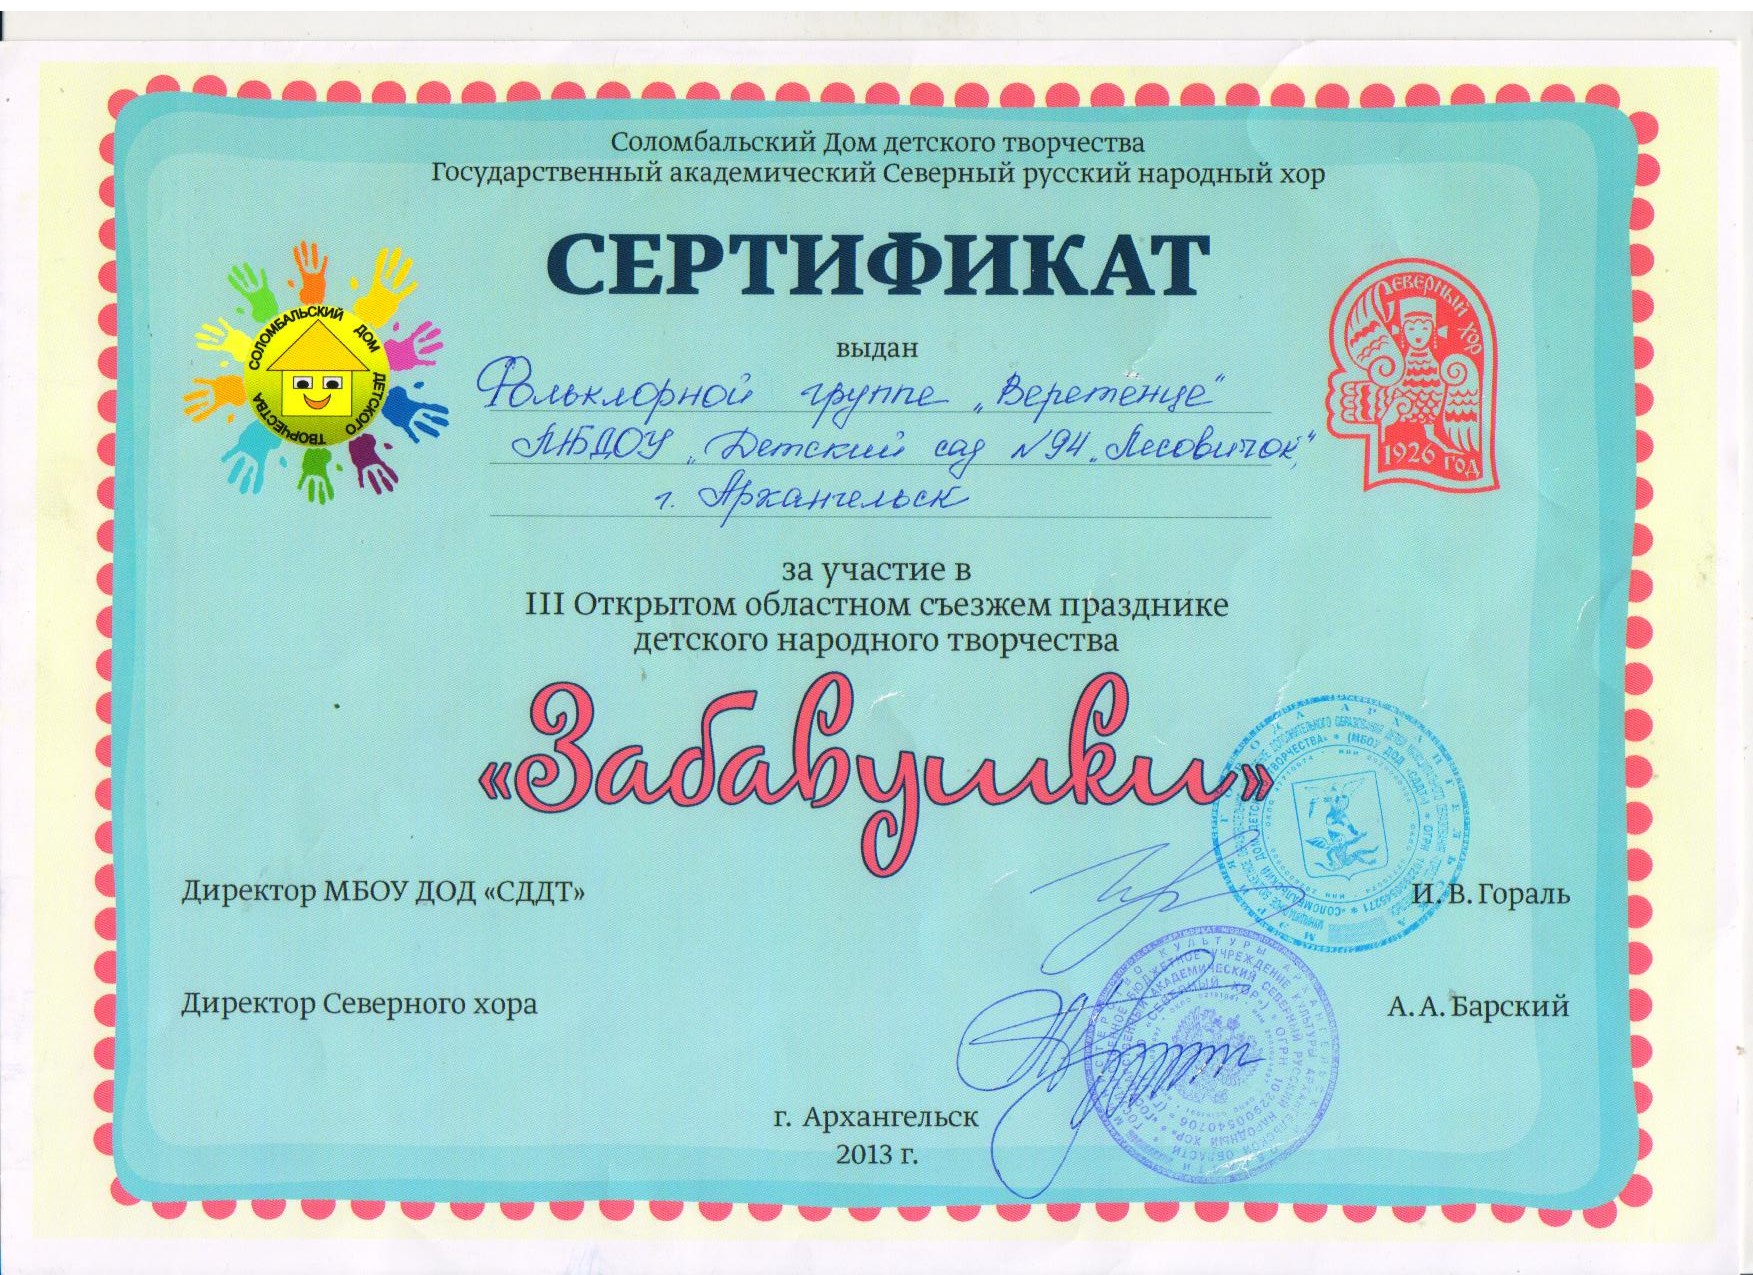 Соломбальский Дом детского творчества
Государственный академический Северный русский народный хор
СЕРТИФИКАТ
СОЛОМБАЛЬСКИЙ ДОМ ДЕТСКОГО ТВОРЧЕСТВА
Северный хор
1926 год
выдан
Фольклорной группе „Веретенце"
МБДОУ „Детский сад №94 „Лесовичок"
г. Архангельск
за участие в
III Открытом областном съезжем празднике
детского народного творчества
«Забавушки»
Директор МБОУ ДОД «СДДТ»
И. В. Гораль
Директор Северного хора
А. А. Барский
г. Архангельск
2013 г.